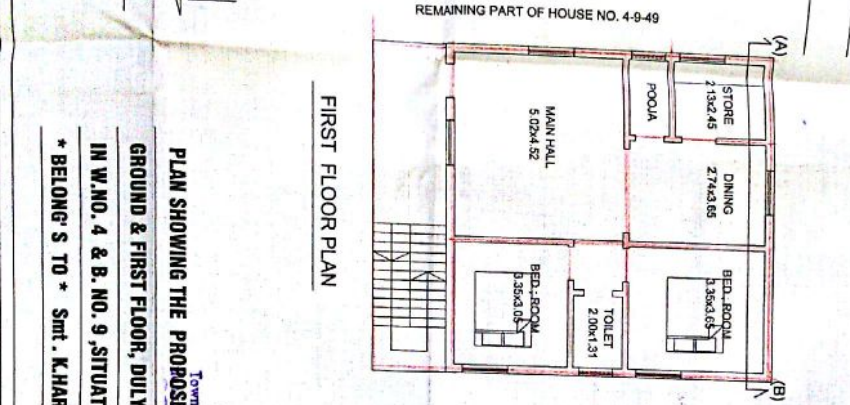 REMAINING PART OF HOUSE NO. 4-9-49
(A)
STORE
2.13x2.45
POOJA
MAIN HALL
5.02x4.52
DINING
2.74x3.65
BED.; ROOM
3.35x3.65
TOILET
2.00x1.31
BED.; ROOM
3.35x3.05
(B)
FIRST FLOOR PLAN
PLAN SHOWING THE PROPOSE
GROUND & FIRST FLOOR, DULY
IN W.NO. 4 & B. NO. 9 ,SITUAT
* BELONG'S TO * Smt. K.HAR
Town